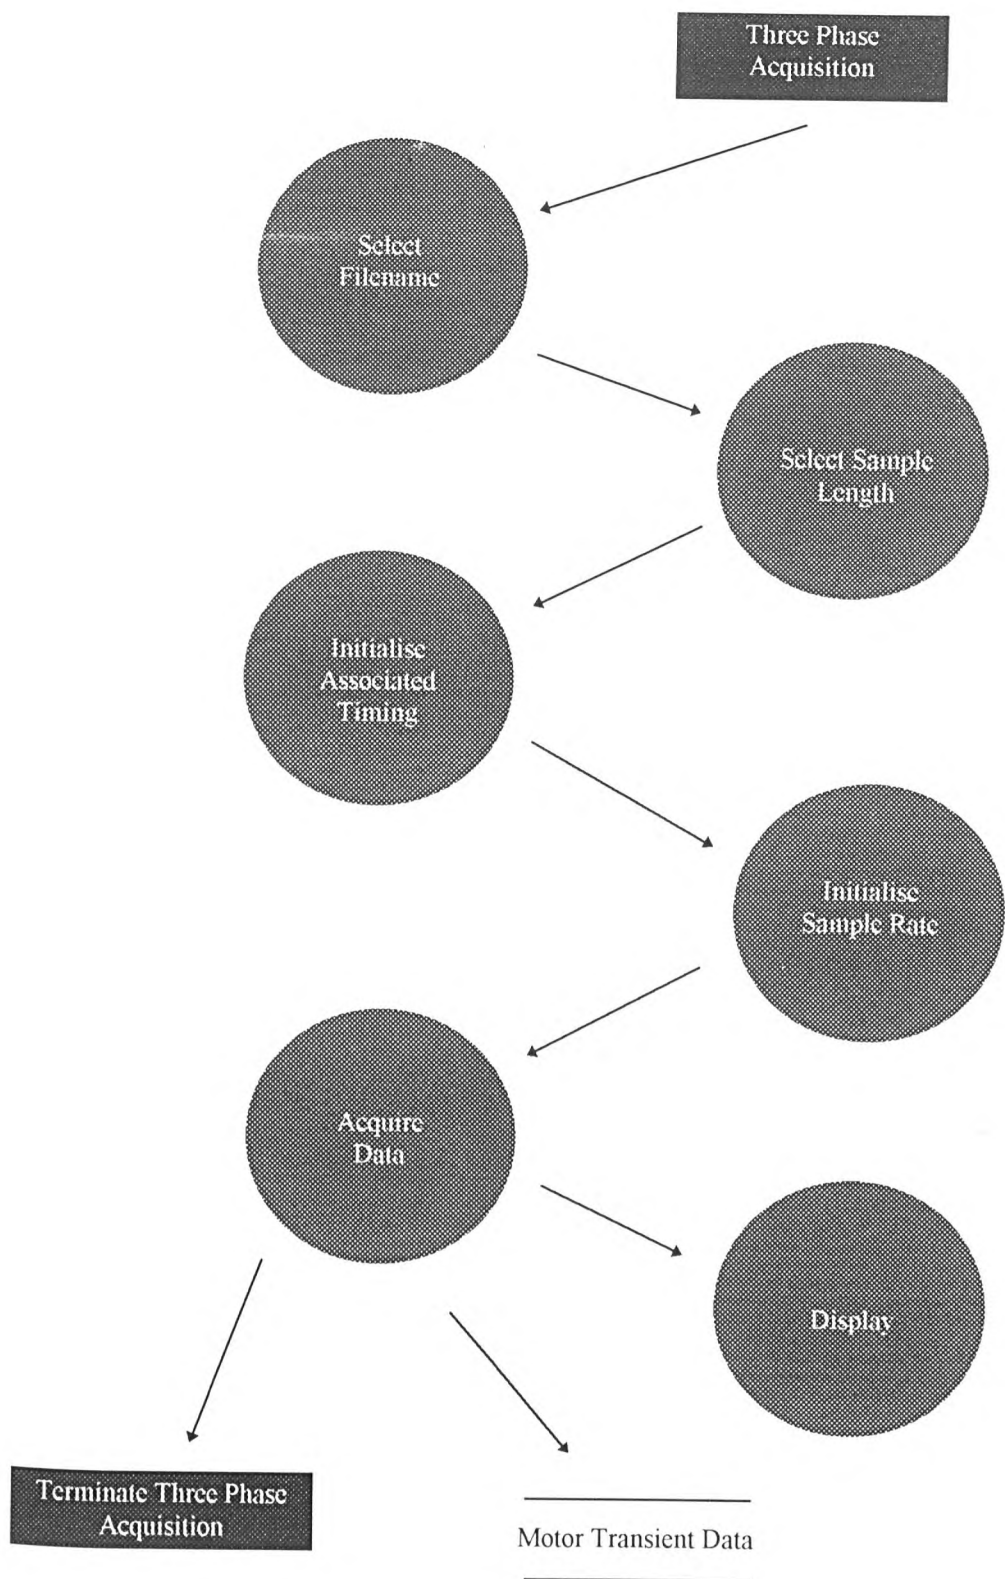 Three Phase
Acquisition
Select
Filename
Select Sample
Length
Initialise
Associated
Timing
Initialise
Sample Rate
Acquire
Data
Display
Terminate Three Phase
Acquisition
Motor Transient Data